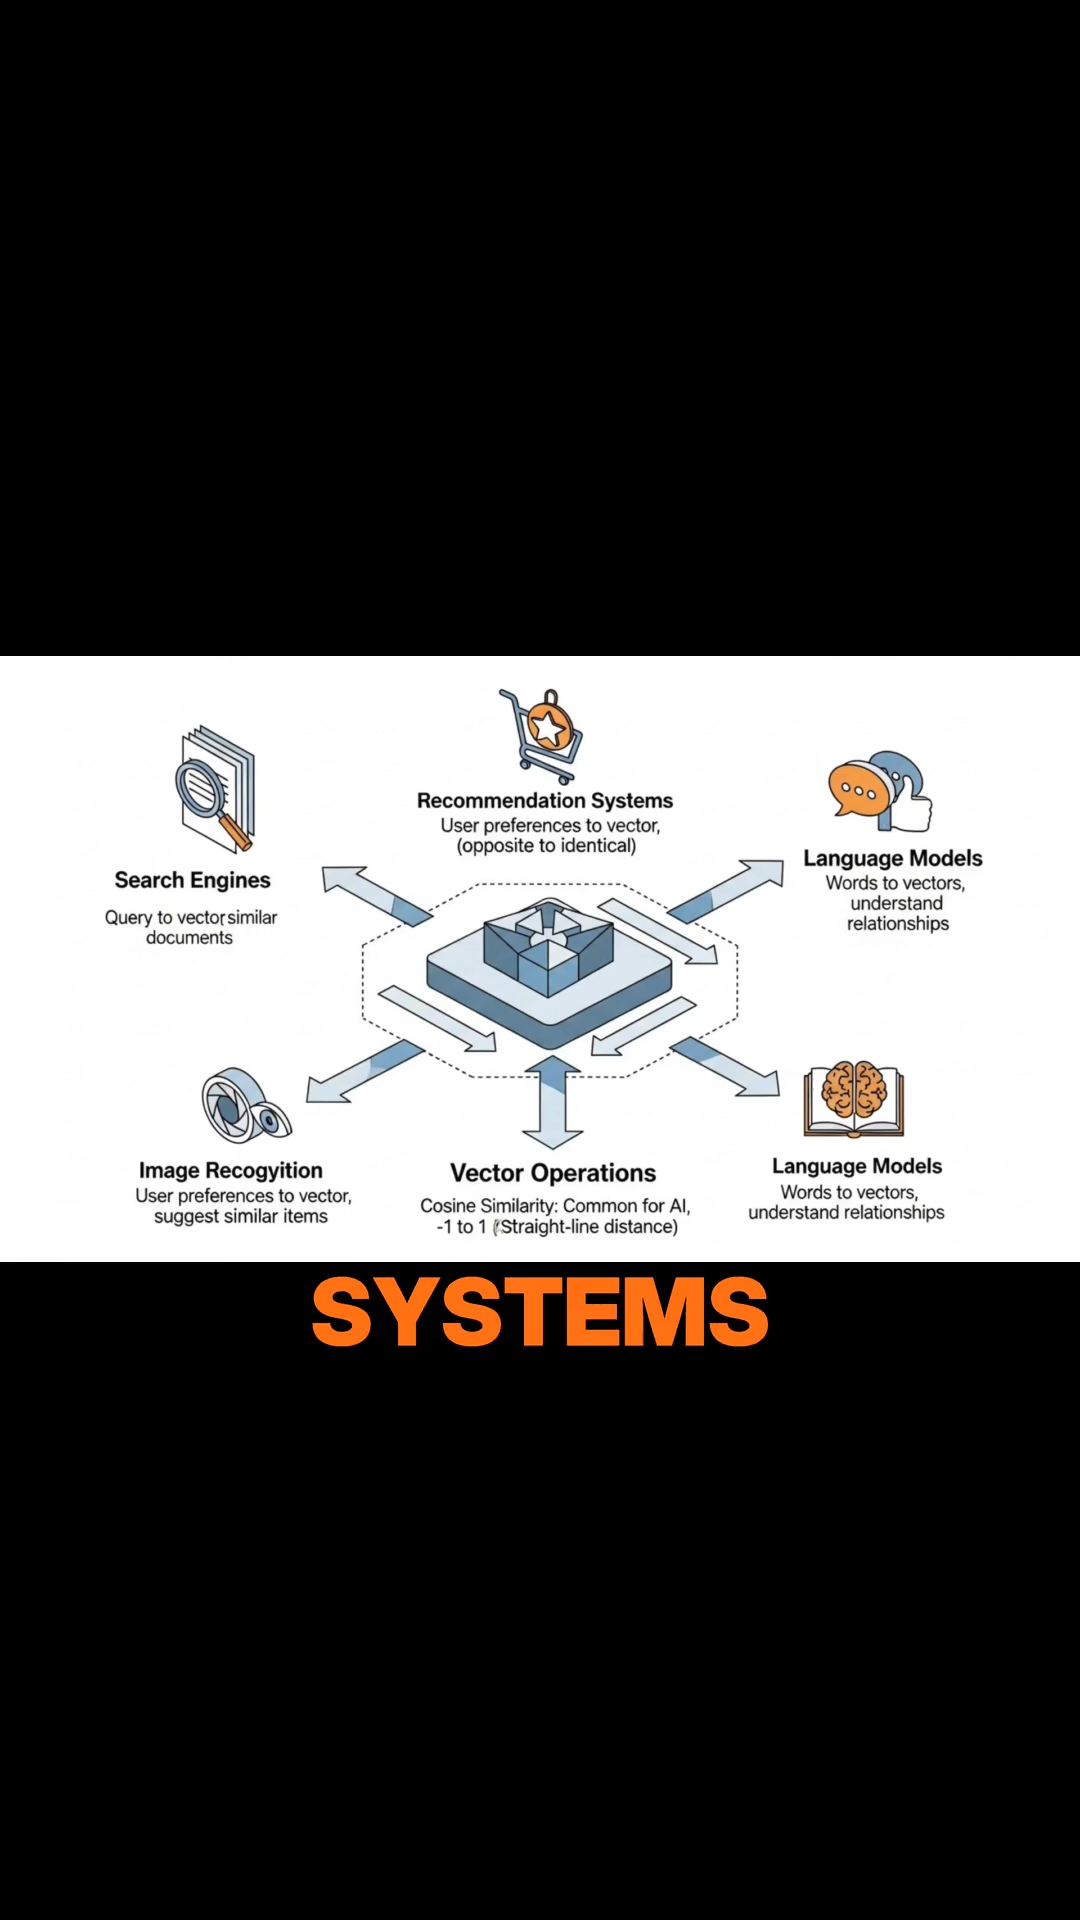 Recommendation Systems
User preferences to vector,
(opposite to identical)
Search Engines
Query to vector similar
documents
Language Models
Words to vectors,
understand
relationships
Image Recogyition
User preferences to vector,
suggest similar items
Vector Operations
Cosine Similarity: Common for AI,
-1 to 1 (Straight-line distance)
Language Models
Words to vectors,
understand relationships
SYSTEMS